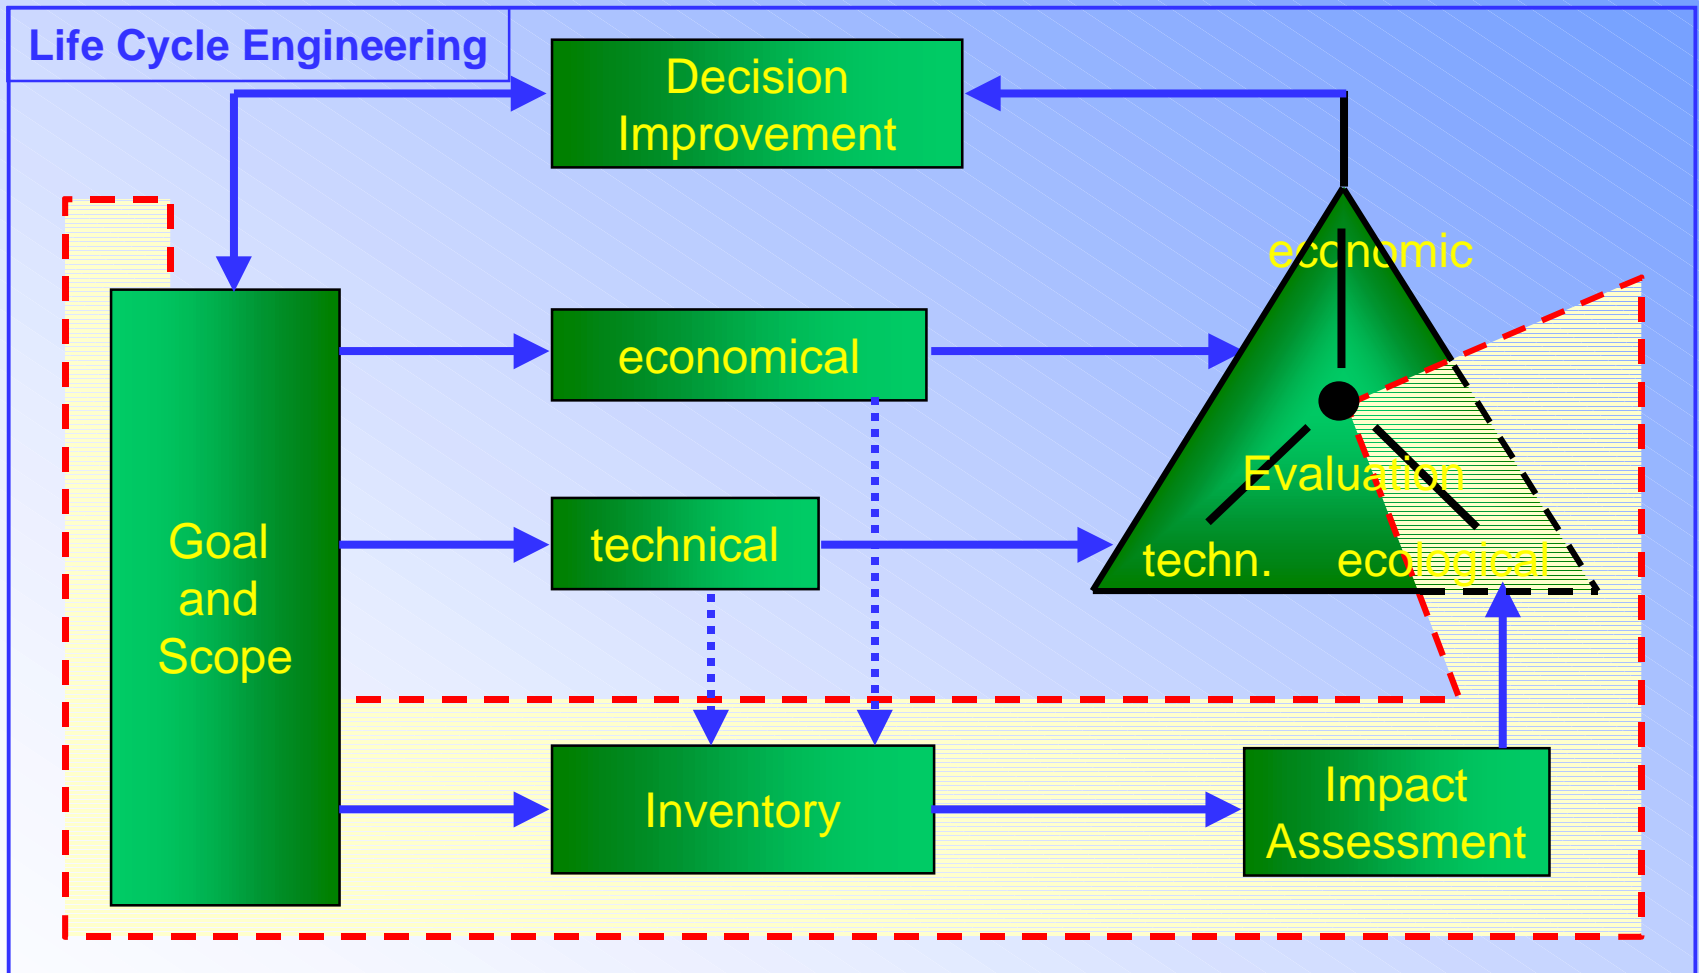 Life Cycle Engineering
Decision
Improvement
economic
economical
Evaluation
technical
techn.
ecological
Goal
and
Scope
Inventory
Impact
Assessment